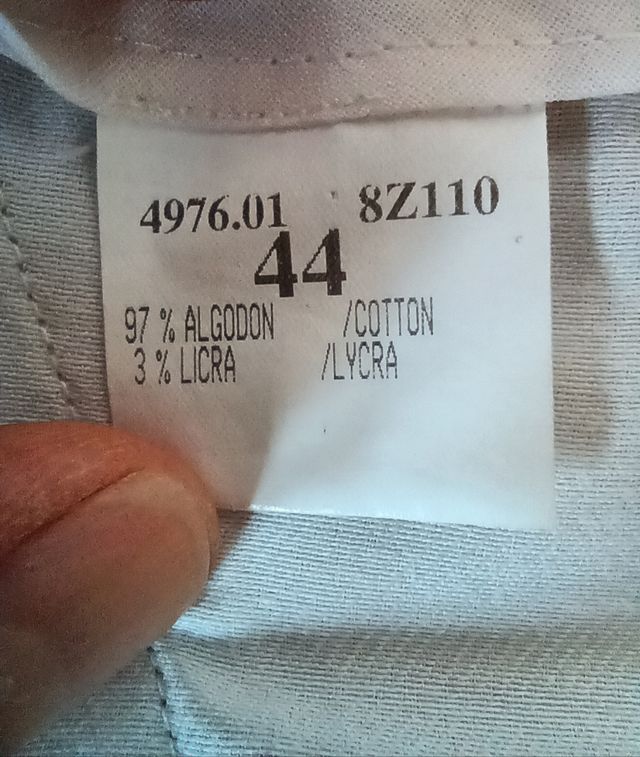 4976.01 8Z110
44
97 % ALGODON /COTTON
3 % LICRA /LYCRA